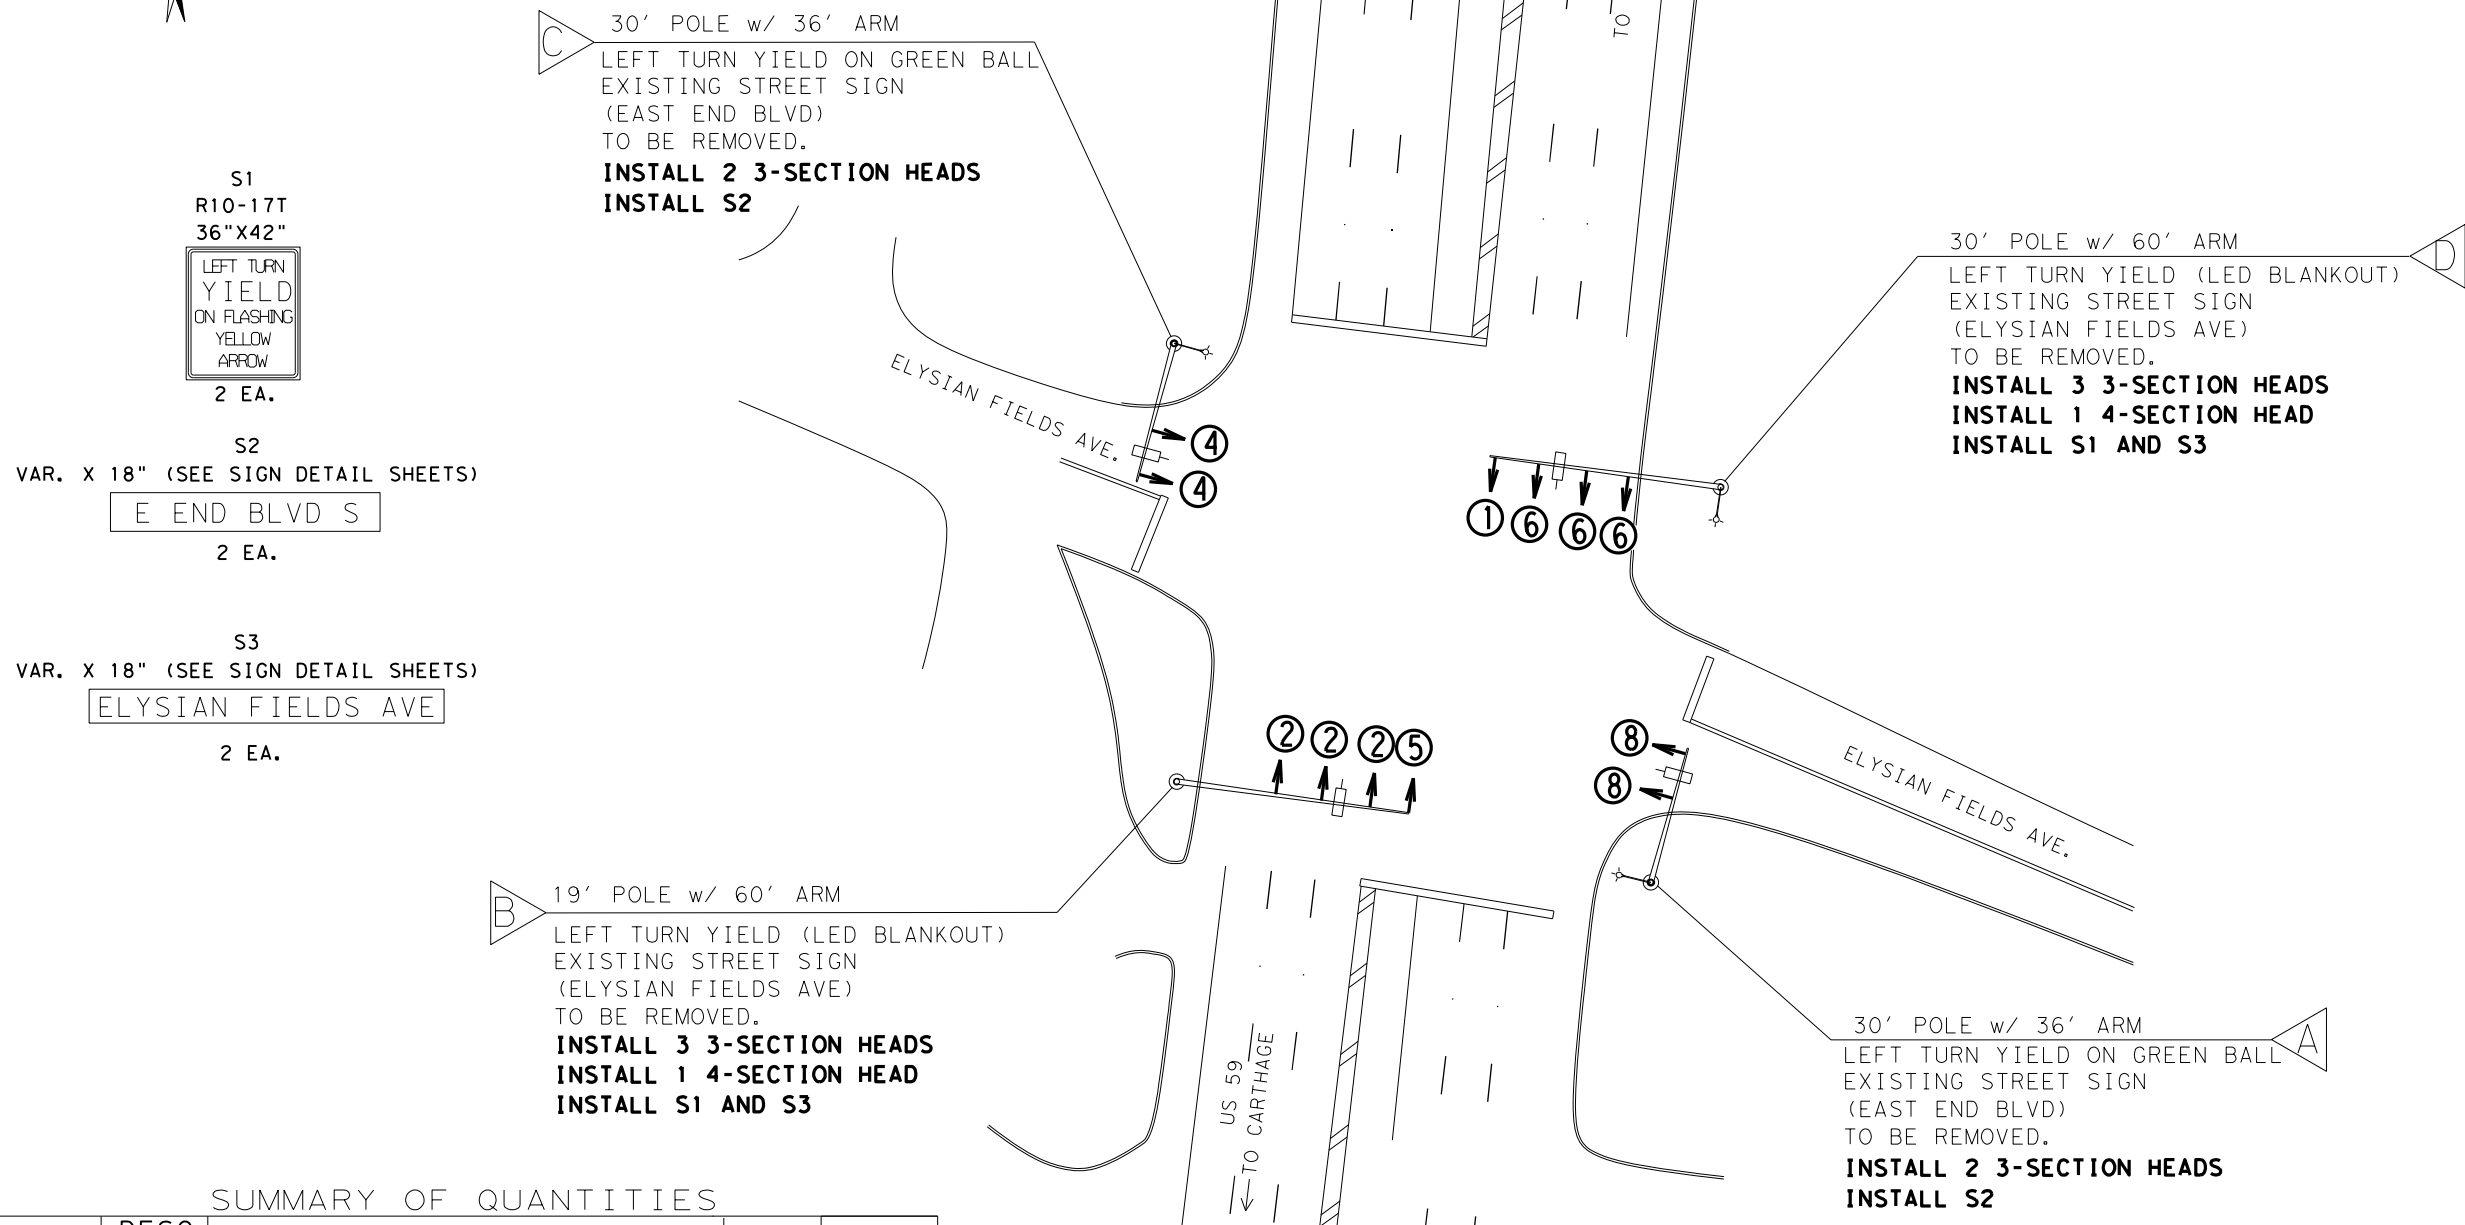 C
30' POLE w/ 36' ARM
LEFT TURN YIELD ON GREEN BALL
EXISTING STREET SIGN
(EAST END BLVD)
TO BE REMOVED.
INSTALL 2 3-SECTION HEADS
INSTALL S2
TO
S1
R10-17T
36"X42"
LEFT TURN
YIELD
ON FLASHING
YELLOW
ARROW
2 EA.
S2
VAR. X 18" (SEE SIGN DETAIL SHEETS)
E END BLVD S
2 EA.
S3
VAR. X 18" (SEE SIGN DETAIL SHEETS)
ELYSIAN FIELDS AVE
2 EA.
D
30' POLE w/ 60' ARM
LEFT TURN YIELD (LED BLANKOUT)
EXISTING STREET SIGN
(ELYSIAN FIELDS AVE)
TO BE REMOVED.
INSTALL 3 3-SECTION HEADS
INSTALL 1 4-SECTION HEAD
INSTALL S1 AND S3
ELYSIAN FIELDS AVE.
4
4
1 6 6 6
2 2 2 5
8
8
ELYSIAN FIELDS AVE.
B
19' POLE w/ 60' ARM
LEFT TURN YIELD (LED BLANKOUT)
EXISTING STREET SIGN
(ELYSIAN FIELDS AVE)
TO BE REMOVED.
INSTALL 3 3-SECTION HEADS
INSTALL 1 4-SECTION HEAD
INSTALL S1 AND S3
US 59
TO CARTHAGE
A
30' POLE w/ 36' ARM
LEFT TURN YIELD ON GREEN BALL
EXISTING STREET SIGN
(EAST END BLVD)
TO BE REMOVED.
INSTALL 2 3-SECTION HEADS
INSTALL S2
SUMMARY OF QUANTITIES